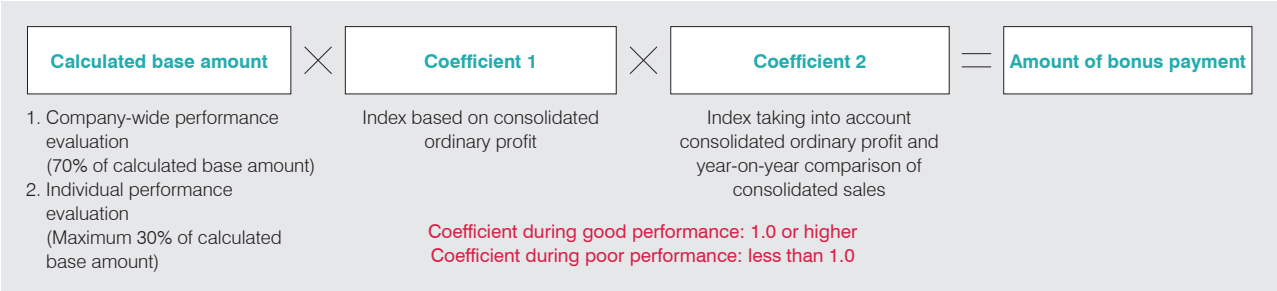 Calculated base amount
×
Coefficient 1
×
Coefficient 2
=
Amount of bonus payment
1. Company-wide performance
evaluation
(70% of calculated base amount)
2. Individual performance
evaluation
(Maximum 30% of calculated
base amount)
Index based on consolidated
ordinary profit
Index taking into account
consolidated ordinary profit and
year-on-year comparison of
consolidated sales
Coefficient during good performance: 1.0 or higher
Coefficient during poor performance: less than 1.0